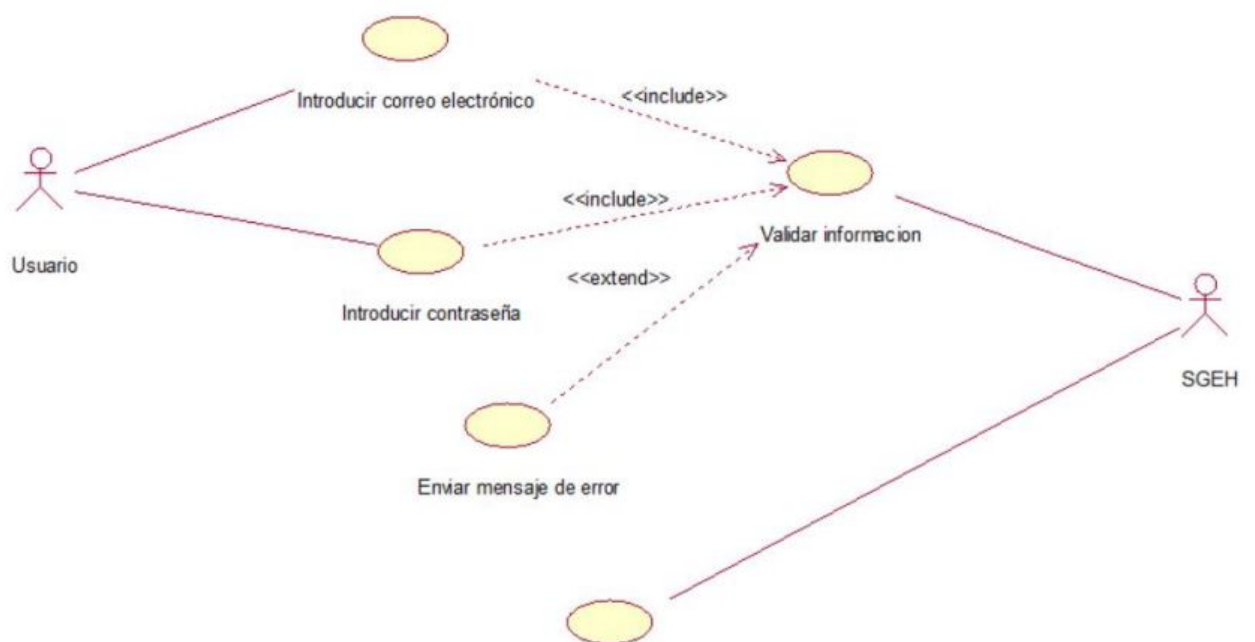 Introducir correo electrónico
<<include>>
<<include>>
Validar informacion
Usuario
<<extend>>
Introducir contraseña
SGEH
Enviar mensaje de error